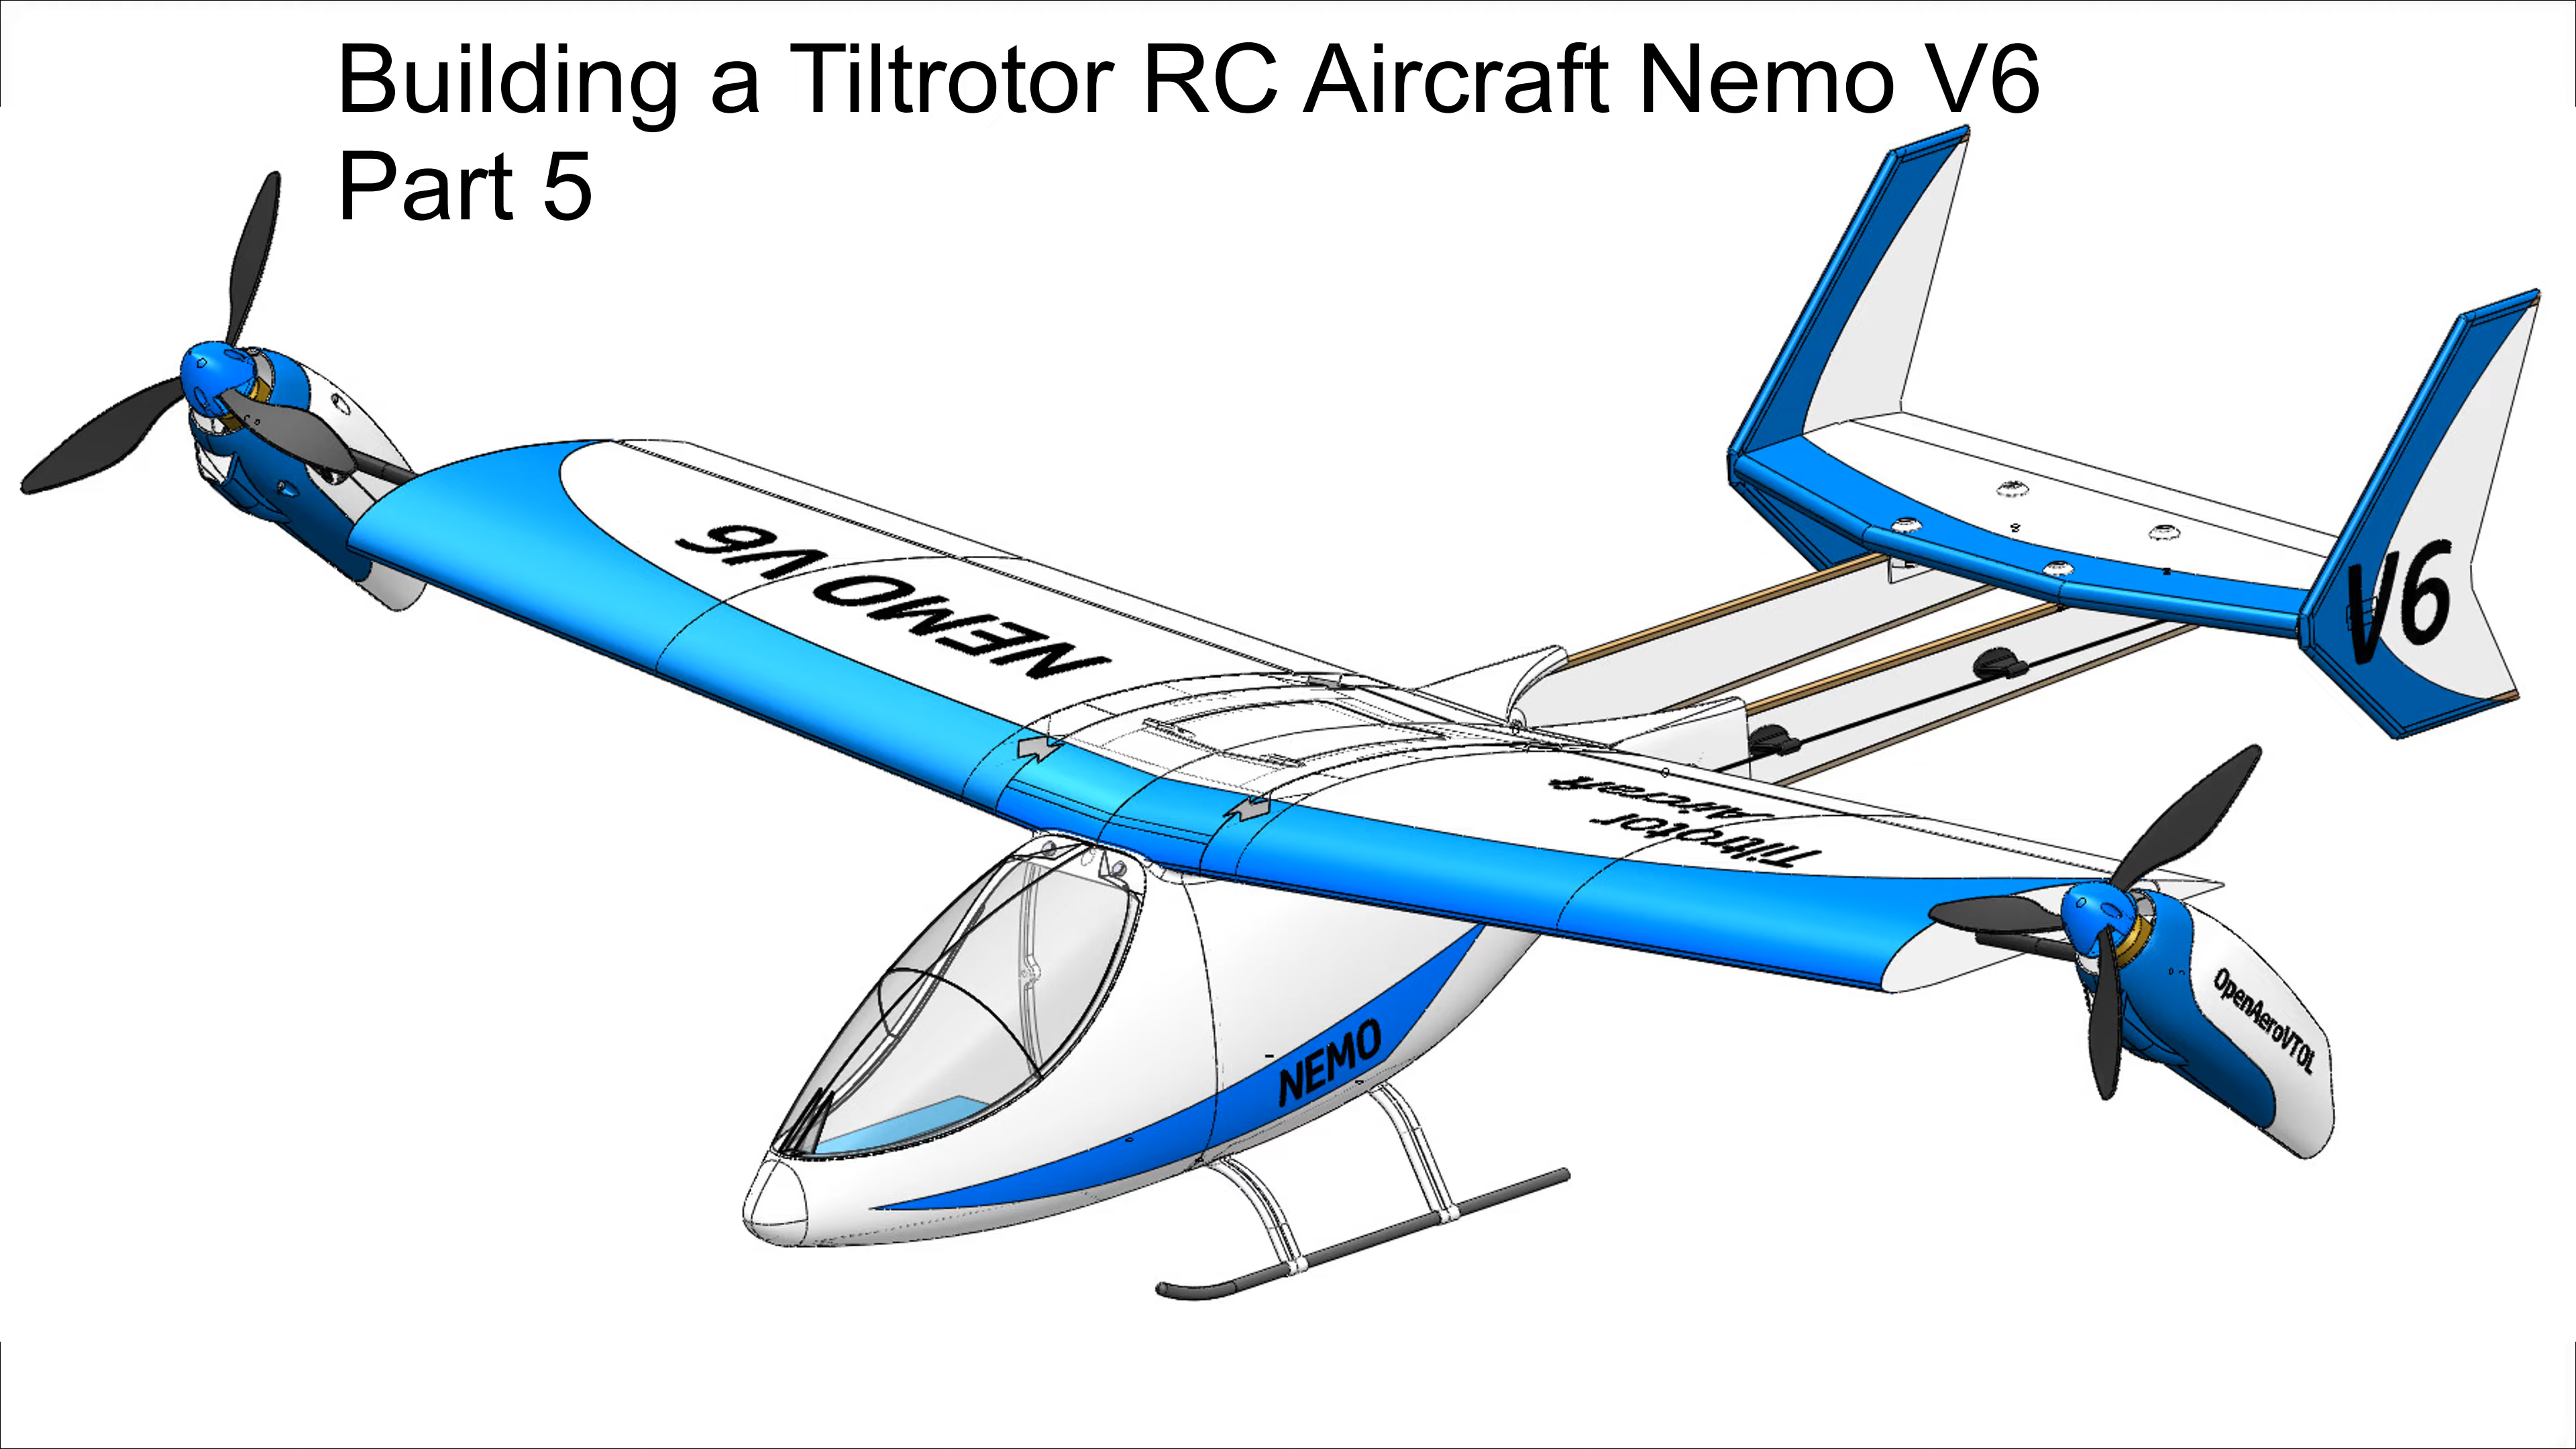 Building a Tiltrotor RC Aircraft Nemo V6
Part 5
NEMO V6
Tiltrotor
Aircraft
V6
NEMO
OpenAeroVTOL